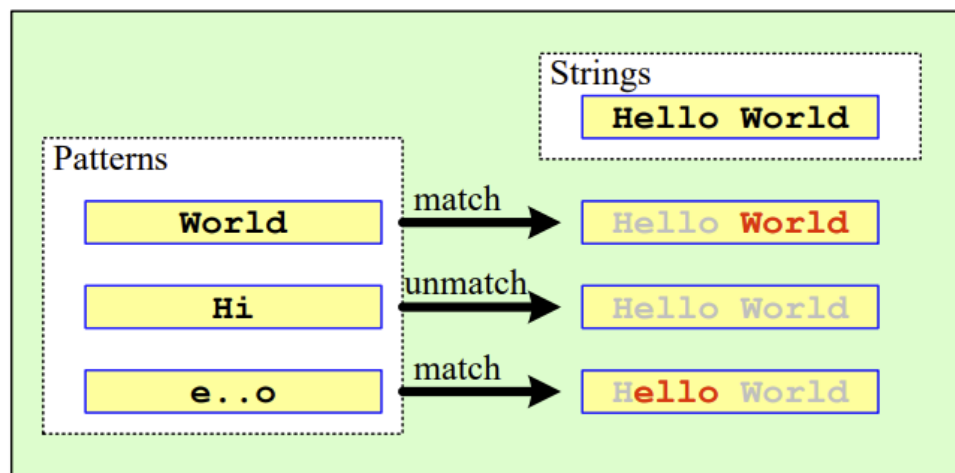 Strings
Hello World
Patterns
World
match
Hello World
Hi
unmatch
Hello World
e..o
match
Hello World